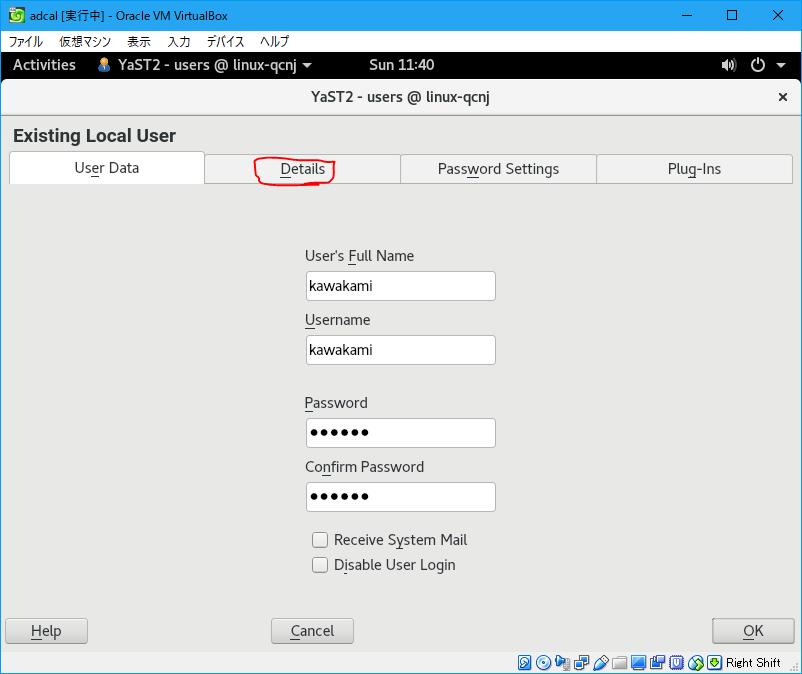 adcal [実行中] - Oracle VM VirtualBox
ファイル 仮想マシン 表示 入力 デバイス ヘルプ
Activities YaST2 - users @ linux-qcnj Sun 11:40
YaST2 - users @ linux-qcnj
Existing Local User
User Data Details Password Settings Plug-Ins
User's Full Name
kawakami
Username
kawakami
Password
●●●●●●
Confirm Password
●●●●●●
Receive System Mail
Disable User Login
Help Cancel OK
Right Shift